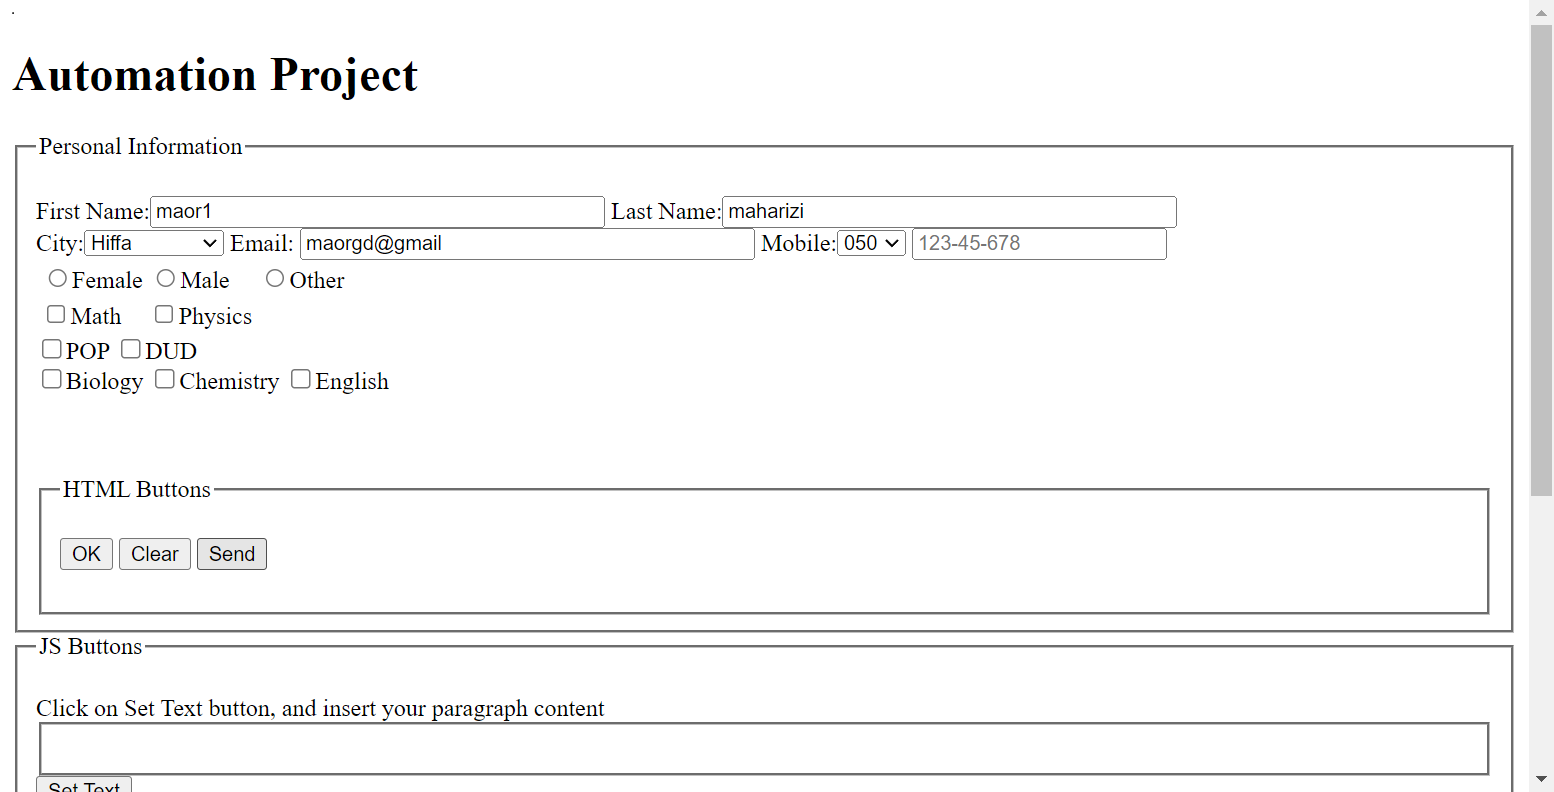 .
Automation Project
Personal Information
First Name: maor1 Last Name: maharizi
City: Hiffa Email: maorgd@gmail Mobile: 050 123-45-678
Female Male Other
Math Physics
POP DUD
Biology Chemistry English
HTML Buttons
OK Clear Send
JS Buttons
Click on Set Text button, and insert your paragraph content
Set Text